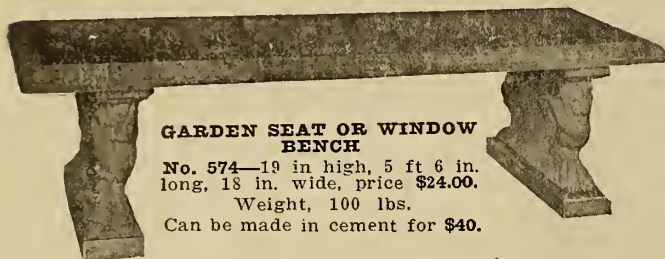 GARDEN SEAT OR WINDOW
BENCH
No. 574—19 in high, 5 ft 6 in.
long, 18 in. wide, price $24.00.
Weight, 100 lbs.
Can be made in cement for $40.